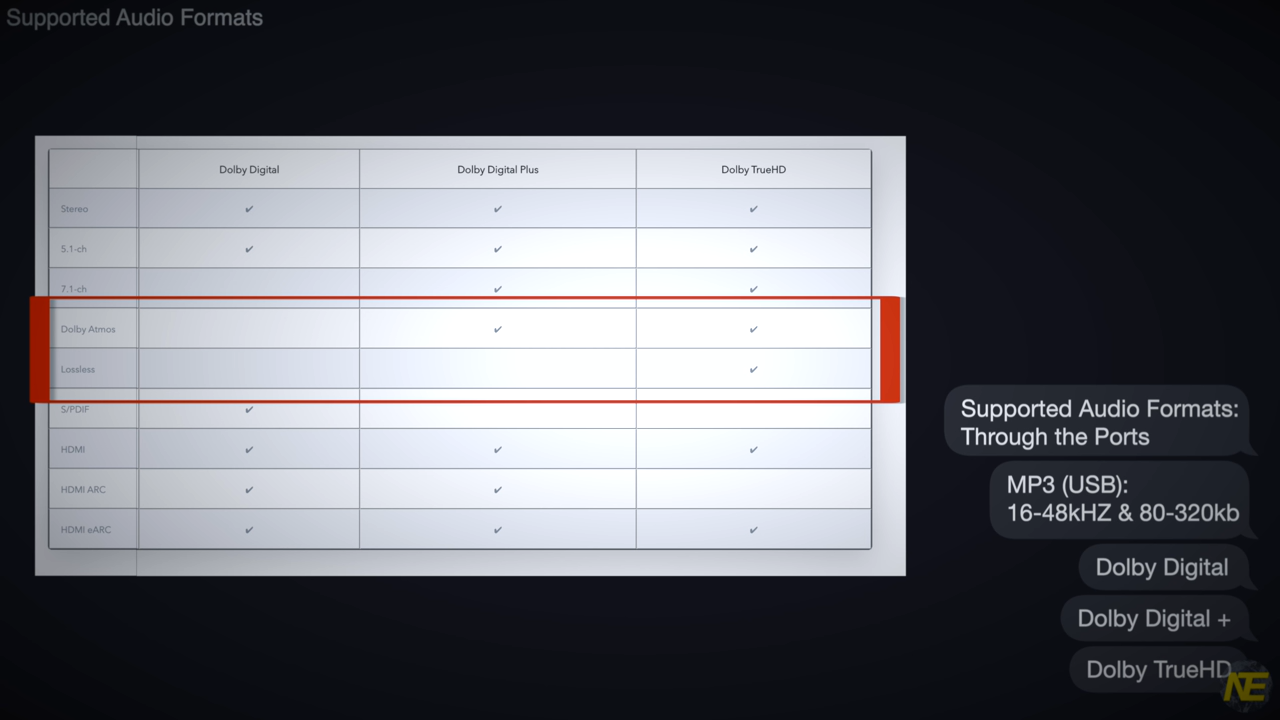 Supported Audio Formats
Dolby Digital Dolby Digital Plus Dolby TrueHD
Stereo ✔ ✔ ✔
5.1-ch ✔ ✔ ✔
7.1-ch ✔ ✔
Dolby Atmos ✔ ✔
Lossless ✔
S/PDIF ✔
HDMI ✔ ✔ ✔
HDMI ARC ✔ ✔
HDMI eARC ✔ ✔ ✔
Supported Audio Formats:
Through the Ports
MP3 (USB):
16-48kHZ & 80-320kb
Dolby Digital
Dolby Digital +
Dolby TrueHD
NE